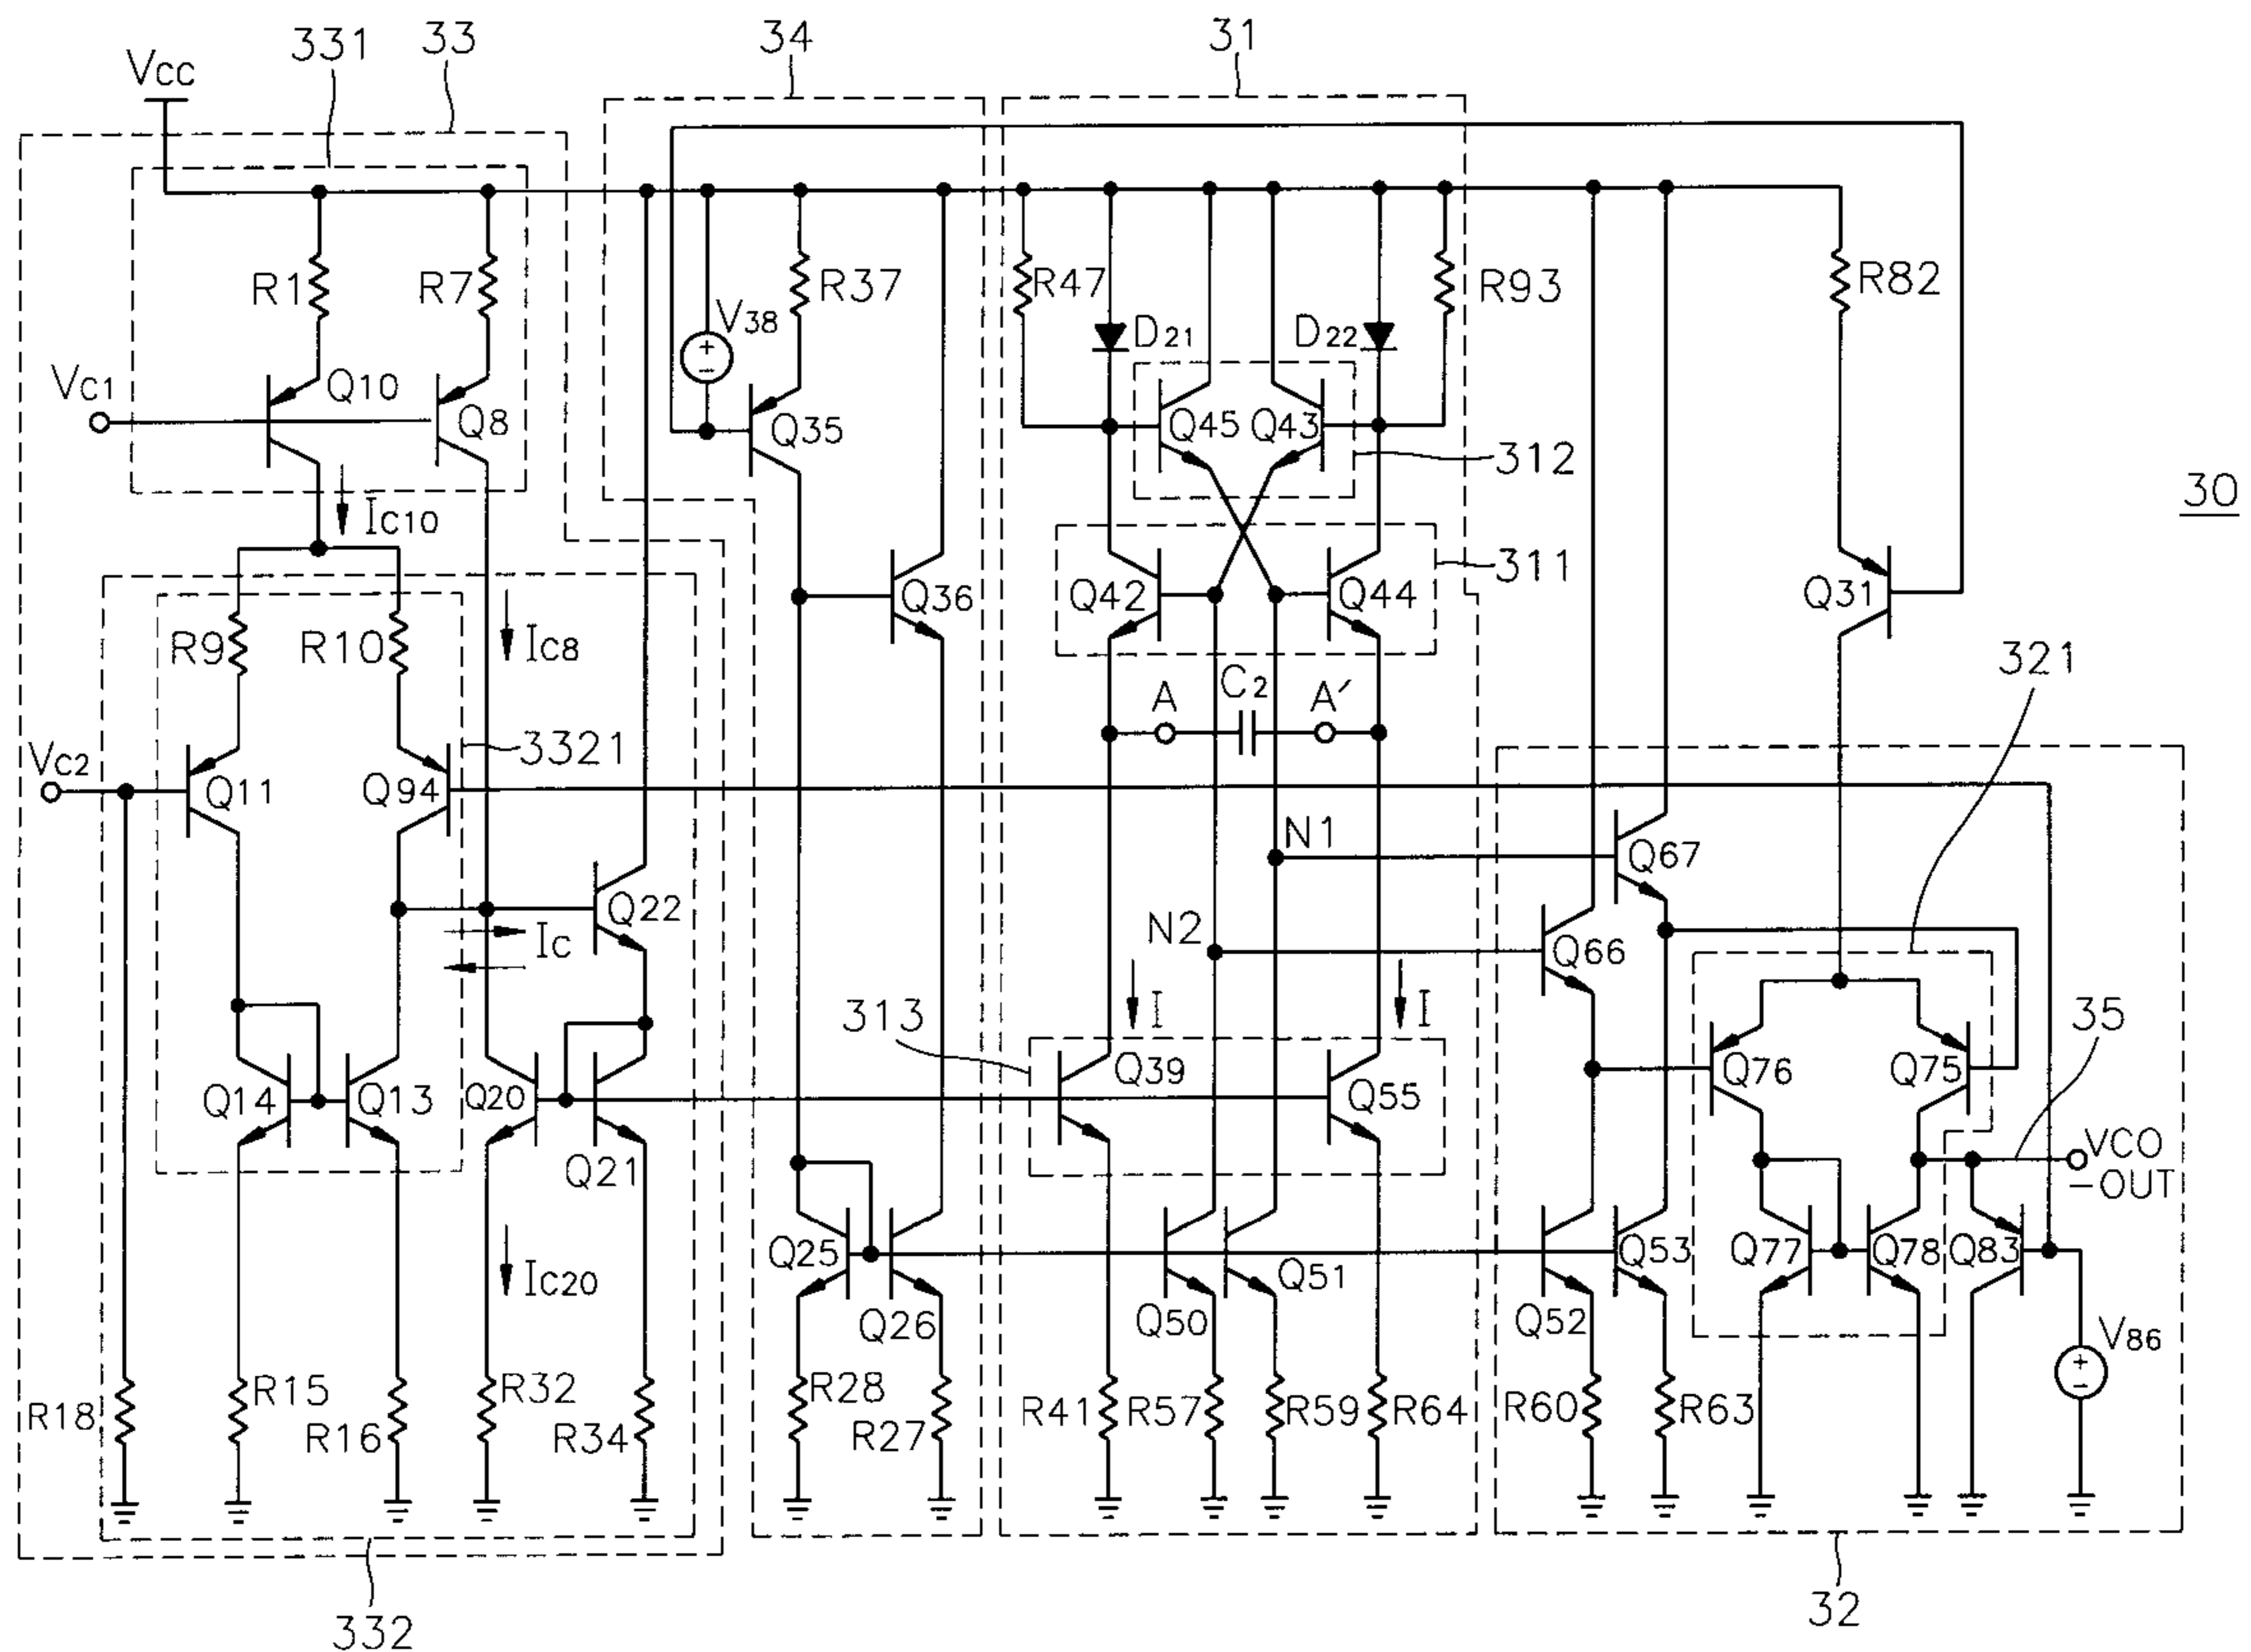 331
33
34
31
VCC
R1
R7
V38
R37
R47
D21
D22
R93
R82
VC1
Q10
Q8
Q35
Q45
Q43
312
30
IC10
R9
R10
IC8
Q36
Q42
Q44
311
Q31
321
A
C2
A′
VC2
Q11
Q94
3321
N1
Q67
Q22
IC
N2
Q66
313
I
I
35
Q14
Q13
Q20
Q21
Q39
Q55
Q76
Q75
VCO
-OUT
IC20
Q25
Q26
Q50
Q51
Q52
Q53
Q77
Q78
Q83
V86
R18
R15
R16
R32
R34
R28
R27
R41
R57
R59
R64
R60
R63
332
32